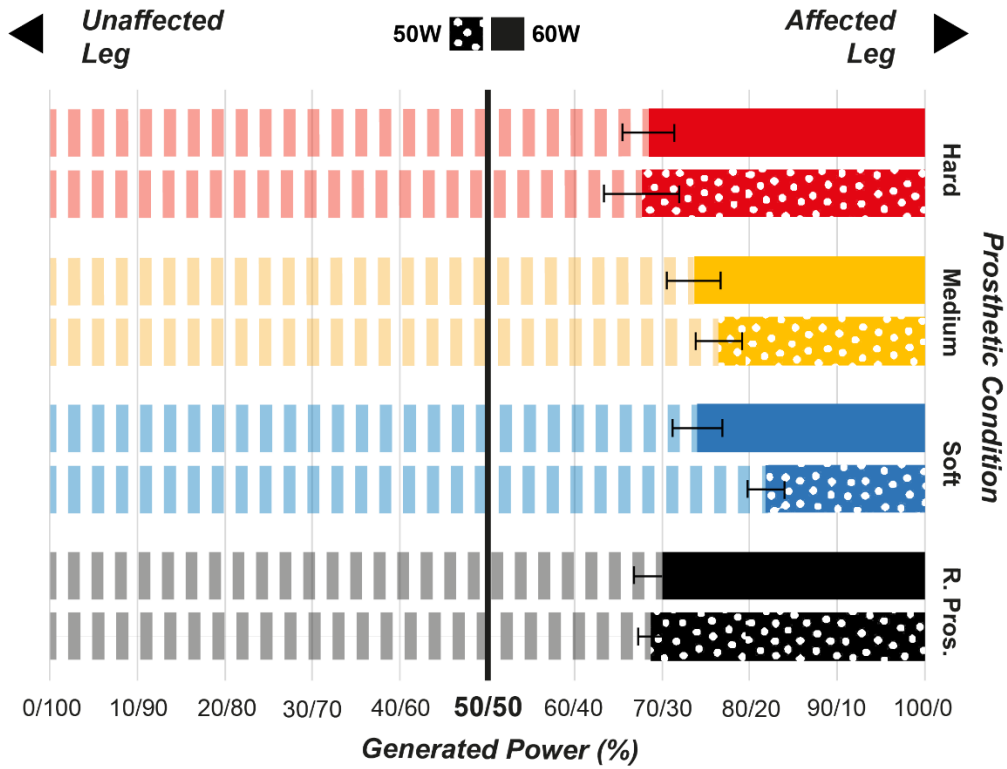 Unaffected
Leg
50W 60W
Affected
Leg
Hard
Medium
Soft
R. Pros.
Prosthetic Condition
0/100 10/90 20/80 30/70 40/60 50/50 60/40 70/30 80/20 90/10 100/0
Generated Power (%)